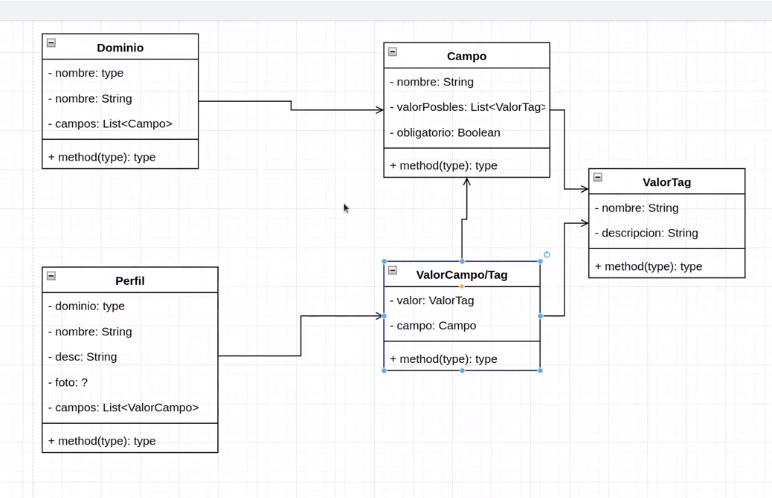 Dominio
- nombre: type
- nombre: String
- campos: List<Campo>
+ method(type): type
Campo
- nombre: String
- valorPosbles: List<ValorTag>
- obligatorio: Boolean
+ method(type): type
ValorTag
- nombre: String
- descripcion: String
+ method(type): type
Perfil
- dominio: type
- nombre: String
- desc: String
- foto: ?
- campos: List<ValorCampo>
+ method(type): type
ValorCampo/Tag
- valor: ValorTag
- campo: Campo
+ method(type): type